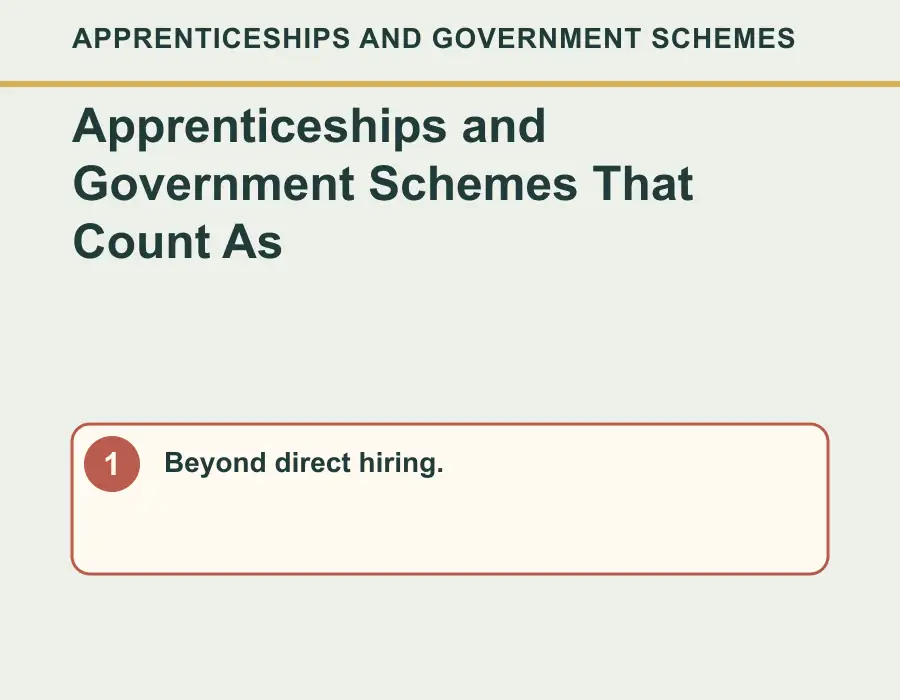 APPRENTICESHIPS AND GOVERNMENT SCHEMES
Apprenticeships and
Government Schemes That
Count As
1
Beyond direct hiring.